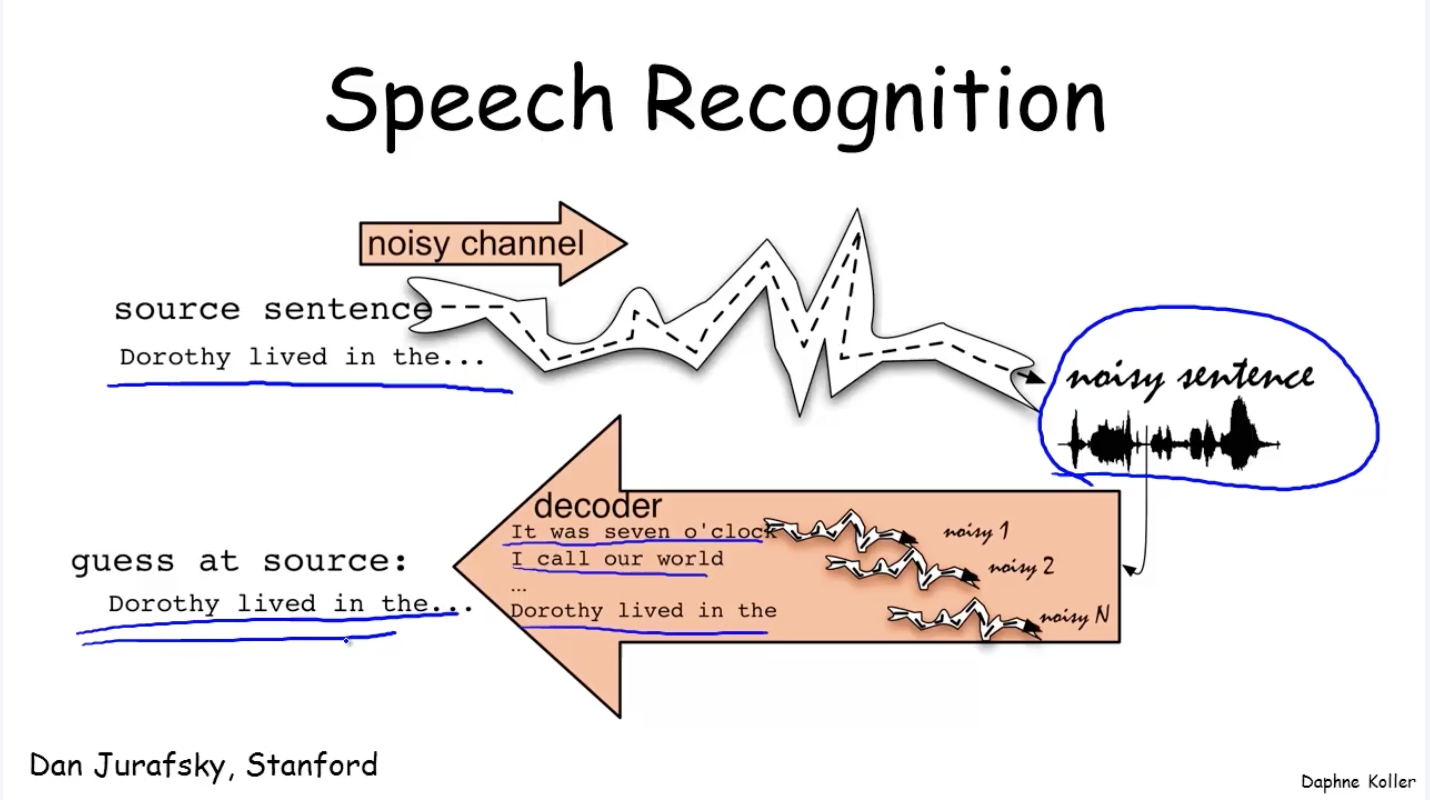 Speech Recognition
noisy channel
source sentence
Dorothy lived in the...
noisy sentence
decoder
It was seven o'clock
noisy 1
I call our world
noisy 2
...
Dorothy lived in the
noisy N
guess at source:
Dorothy lived in the...
Dan Jurafsky, Stanford
Daphne Koller